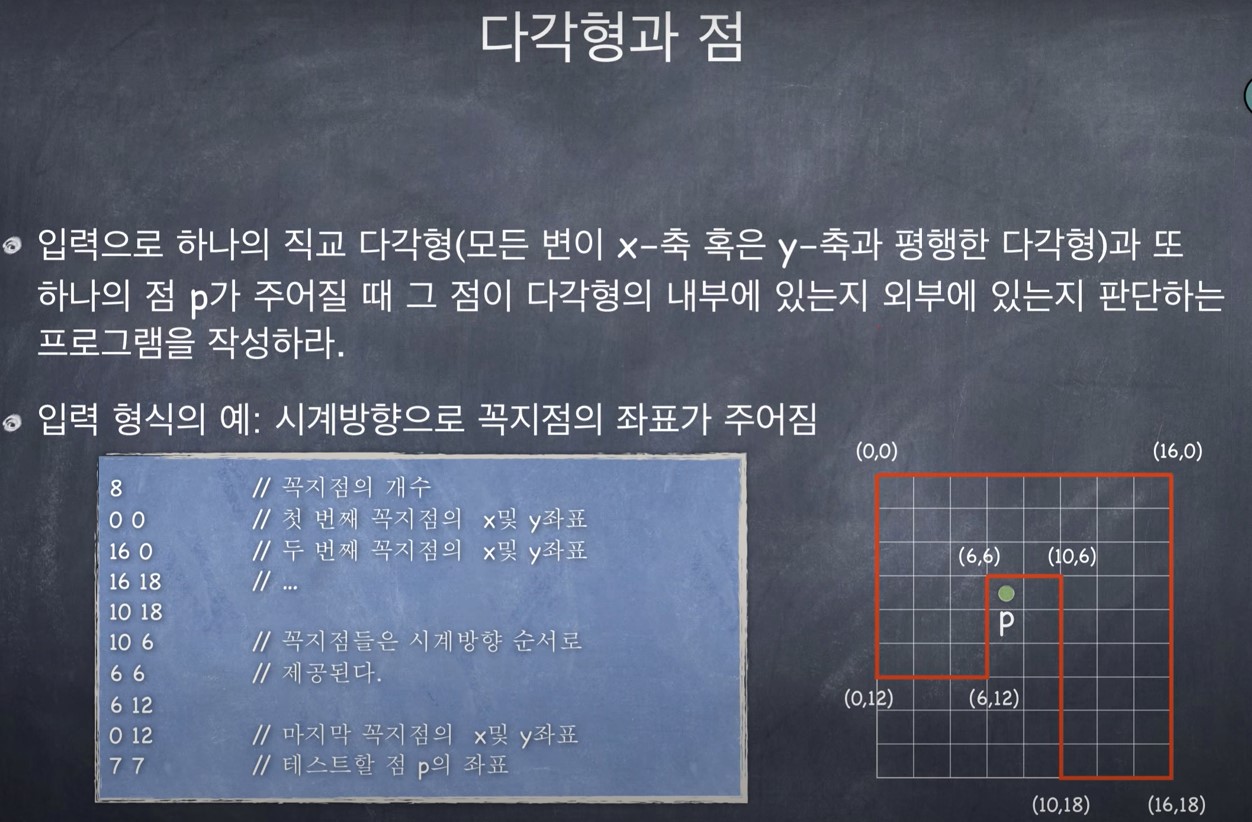 다각형과 점
입력으로 하나의 직교 다각형(모든 변이 x-축 혹은 y-축과 평행한 다각형)과 또
하나의 점 p가 주어질 때 그 점이 다각형의 내부에 있는지 외부에 있는지 판단하는
프로그램을 작성하라.
입력 형식의 예: 시계방향으로 꼭지점의 좌표가 주어짐
8 // 꼭지점의 개수
0 0 // 첫 번째 꼭지점의 x및 y좌표
16 0 // 두 번째 꼭지점의 x및 y좌표
16 18 // ...
10 18
10 6 // 꼭지점들은 시계방향 순서로
6 6 // 제공된다.
6 12
0 12 // 마지막 꼭지점의 x및 y좌표
7 7 // 테스트할 점 p의 좌표
(0,0) (16,0)
(6,6) (10,6)
p
(0,12) (6,12)
(10,18) (16,18)